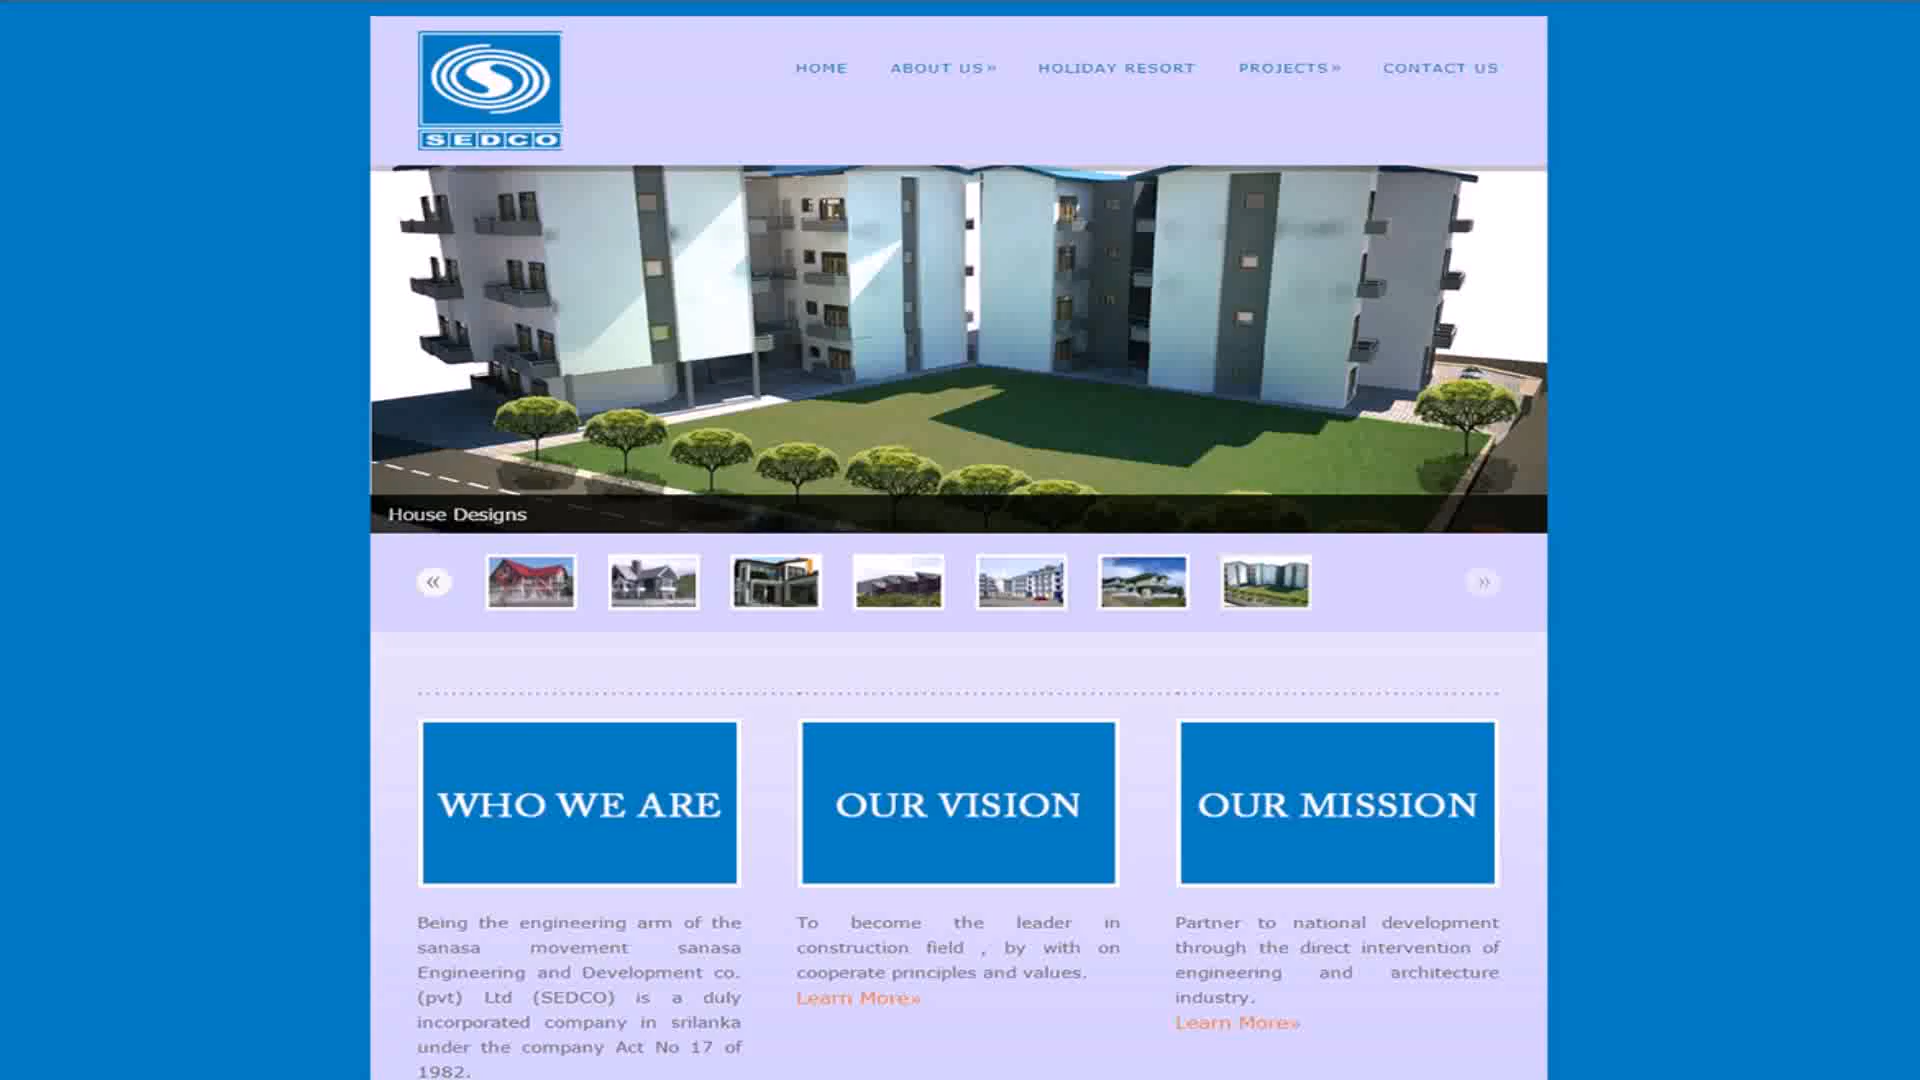 SEDCO
HOME ABOUT US» HOLIDAY RESORT PROJECTS» CONTACT US
House Designs
« »
WHO WE ARE
Being the engineering arm of the
sanasa movement sanasa
Engineering and Development co.
(pvt) Ltd (SEDCO) is a duly
incorporated company in srilanka
under the company Act No 17 of
1982.
OUR VISION
To become the leader in
construction field , by with on
cooperate principles and values.
Learn More»
OUR MISSION
Partner to national development
through the direct intervention of
engineering and architecture
industry.
Learn More»